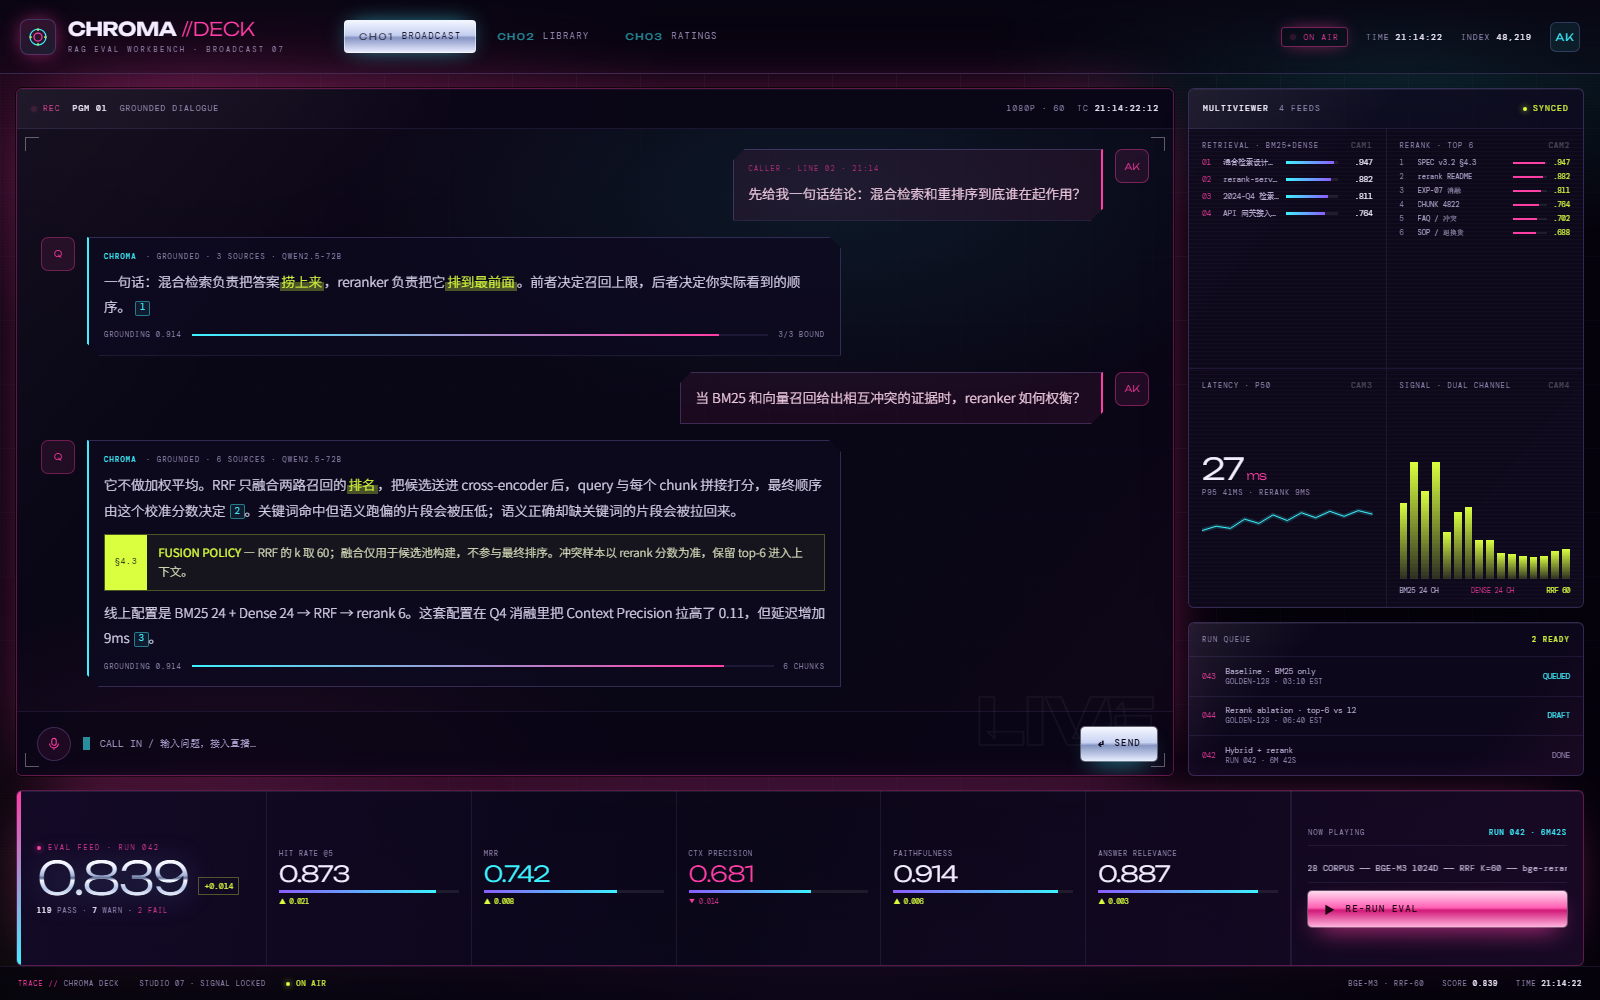 CHROMA //DECK
RAG EVAL WORKBENCH · BROADCAST 07
CH01 BROADCAST
CH02 LIBRARY
CH03 RATINGS
ON AIR
TIME 21:14:22
INDEX 48,219
AK
REC PGM 01 GROUNDED DIALOGUE
1080P · 60 TC 21:14:22:12
CALLER · LINE 02 · 21:14
先给我一句话结论：混合检索和重排序到底谁在起作用？
AK
Q
CHROMA · GROUNDED · 3 SOURCES · QWEN2.5-72B
一句话：混合检索负责把答案捞上来，reranker 负责把它排到最前面。前者决定召回上限，后者决定你实际看到的顺
序。 1
GROUNDING 0.914
3/3 BOUND
当 BM25 和向量召回给出相互冲突的证据时，reranker 如何权衡？
AK
Q
CHROMA · GROUNDED · 6 SOURCES · QWEN2.5-72B
它不做加权平均。RRF 只融合两路召回的排名，把候选送进 cross-encoder 后，query 与每个 chunk 拼接打分，最终顺序
由这个校准分数决定 2。关键词命中但语义跑偏的片段会被压低；语义正确却缺关键词的片段会被拉回来。
§4.3
FUSION POLICY — RRF 的 k 取 60；融合仅用于候选池构建，不参与最终排序。冲突样本以 rerank 分数为准，保留 top-6 进入上
下文。
线上配置是 BM25 24 + Dense 24 → RRF → rerank 6。这套配置在 Q4 消融里把 Context Precision 拉高了 0.11，但延迟增加
9ms 3。
GROUNDING 0.914
6 CHUNKS
LIVE
CALL IN / 输入问题，接入直播…
↲ SEND
MULTIVIEWER 4 FEEDS
SYNCED
RETRIEVAL · BM25+DENSE CAM1
01 混合检索设计… .947
02 rerank-serv… .882
03 2024-Q4 检索… .811
04 API 网关接入… .764
RERANK · TOP 6 CAM2
1 SPEC v3.2 §4.3 .947
2 rerank README .882
3 EXP-07 消融 .811
4 CHUNK 4822 .764
5 FAQ / 冲突 .702
6 SOP / 退换货 .688
LATENCY · P50 CAM3
27 ms
P95 41MS · RERANK 9MS
SIGNAL · DUAL CHANNEL CAM4
BM25 24 CH
DENSE 24 CH
RRF 60
RUN QUEUE
2 READY
043 Baseline · BM25 only
GOLDEN-128 · 03:10 EST
QUEUED
044 Rerank ablation · top-6 vs 12
GOLDEN-128 · 06:40 EST
DRAFT
042 Hybrid + rerank
RUN 042 · 6M 42S
DONE
EVAL FEED · RUN 042
0.839
+0.014
119 PASS · 7 WARN · 2 FAIL
HIT RATE @5
0.873
▲ 0.021
MRR
0.742
▲ 0.008
CTX PRECISION
0.681
▼ 0.014
FAITHFULNESS
0.914
▲ 0.006
ANSWER RELEVANCE
0.887
▲ 0.003
NOW PLAYING
RUN 042 · 6M42S
28 CORPUS —— BGE-M3 1024D —— RRF K=60 —— bge-rerar
▶ RE-RUN EVAL
TRACE // CHROMA DECK
STUDIO 07 · SIGNAL LOCKED
ON AIR
BGE-M3 · RRF-60
SCORE 0.839
TIME 21:14:22